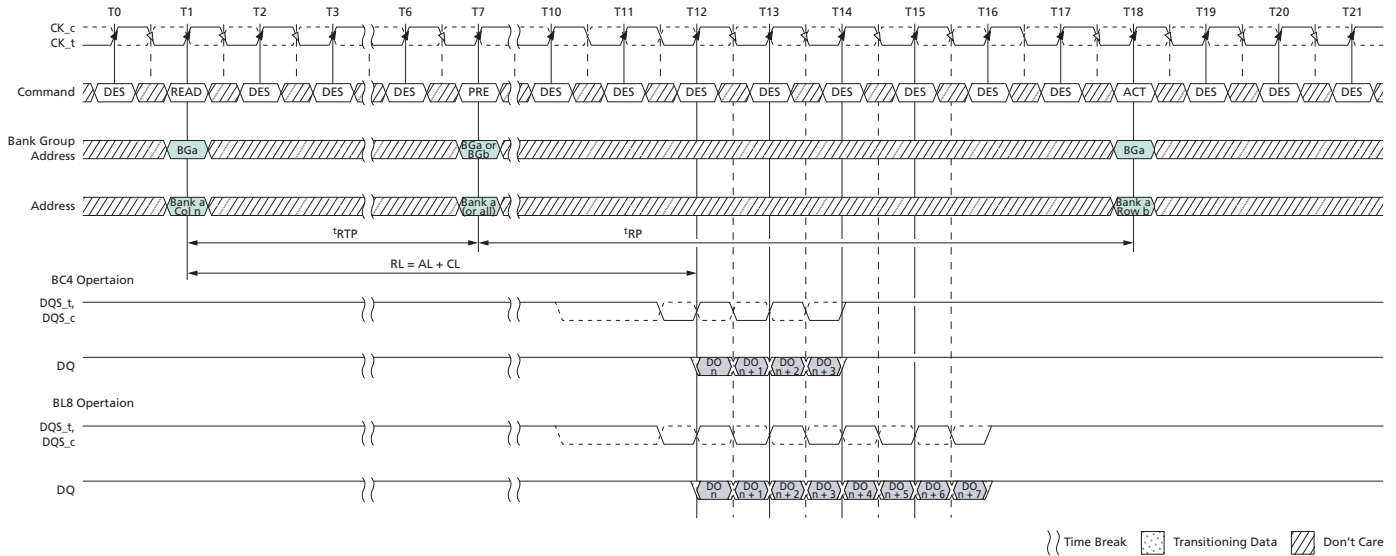 T0 T1 T2 T3 T6 T7 T10 T11 T12 T13 T14 T15 T16 T17 T18 T19 T20 T21
CK_c
CK_t
Command DES READ DES DES DES PRE DES DES DES DES DES DES DES DES ACT DES DES DES
Bank Group
Address
BGa
BGa or
BGb
BGa
Address
Bank a
Col n
Bank a
(or all)
Bank a
Row b
tRTP tRP
RL = AL + CL
BC4 Opertaion
DQS_t,
DQS_c
DQ
DO
n
DO
n + 1
DO
n + 2
DO
n + 3
BL8 Opertaion
DQS_t,
DQS_c
DQ
DO
n
DO
n + 1
DO
n + 2
DO
n + 3
DO
n + 4
DO
n + 5
DO
n + 6
DO
n + 7
Time Break Transitioning Data Don't Care